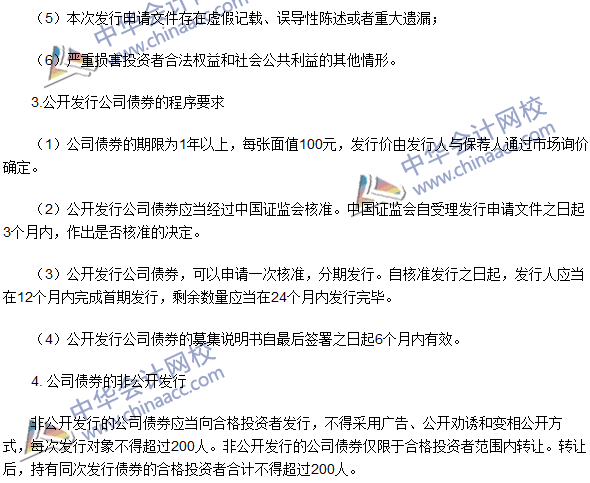 （5）本次发行申请文件存在虚假记载、误导性陈述或者重大遗漏；
（6）严重损害投资者合法权益和社会公共利益的其他情形。
3.公开发行公司债券的程序要求
（1）公司债券的期限为1年以上，每张面值100元，发行价由发行人与保荐人通过市场询价
确定。
（2）公开发行公司债券应当经过中国证监会核准。中国证监会自受理发行申请文件之日起
3个月内，作出是否核准的决定。
（3）公开发行公司债券，可以申请一次核准，分期发行。自核准发行之日起，发行人应当
在12个月内完成首期发行，剩余数量应当在24个月内发行完毕。
（4）公开发行公司债券的募集说明书自最后签署之日起6个月内有效。
4. 公司债券的非公开发行
非公开发行的公司债券应当向合格投资者发行，不得采用广告、公开劝诱和变相公开方
式，每次发行对象不得超过200人。非公开发行的公司债券仅限于合格投资者范围内转让。转让
后，持有同次发行债券的合格投资者合计不得超过200人。
中华会计网校
www.chinaacc.com
中华会计网校
www.chinaacc.com
中华会计网校
www.chinaacc.com